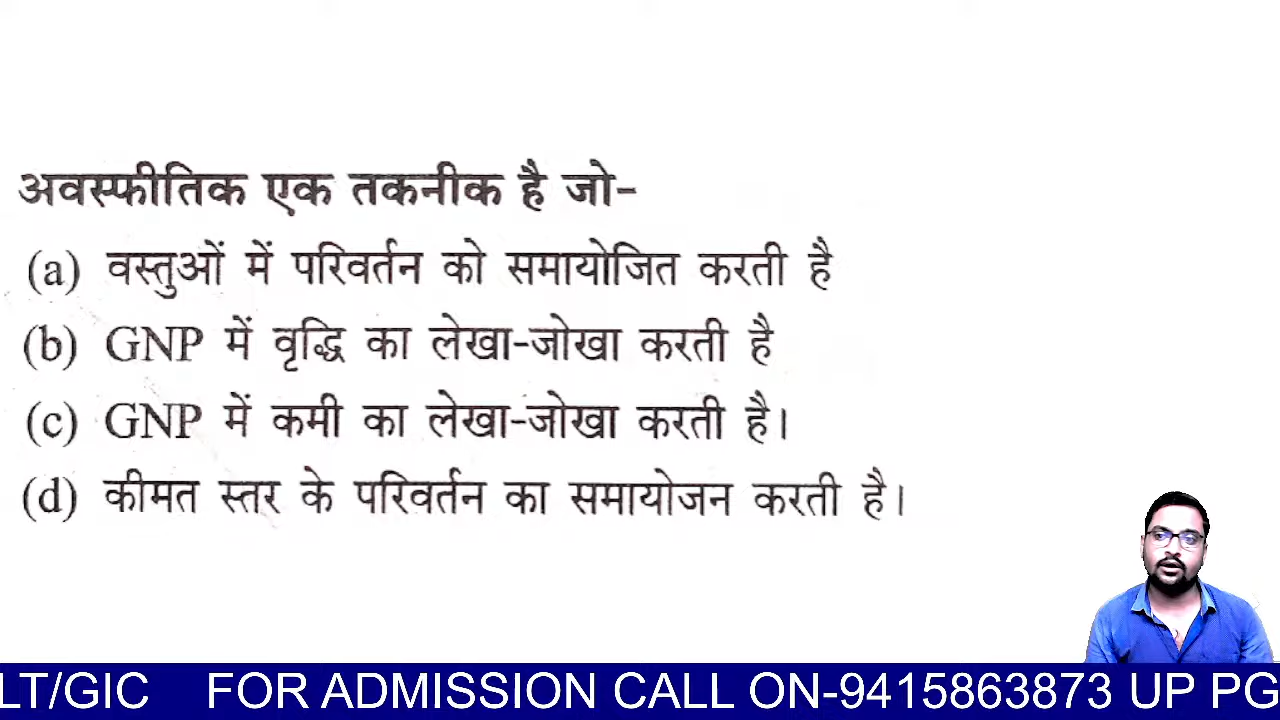 अवस्फीतिक एक तकनीक है जो-
(a) वस्तुओं में परिवर्तन को समायोजित करती है
(b) GNP में वृद्धि का लेखा-जोखा करती है
(c) GNP में कमी का लेखा-जोखा करती है।
(d) कीमत स्तर के परिवर्तन का समायोजन करती है।
LT/GIC FOR ADMISSION CALL ON-9415863873 UP PG